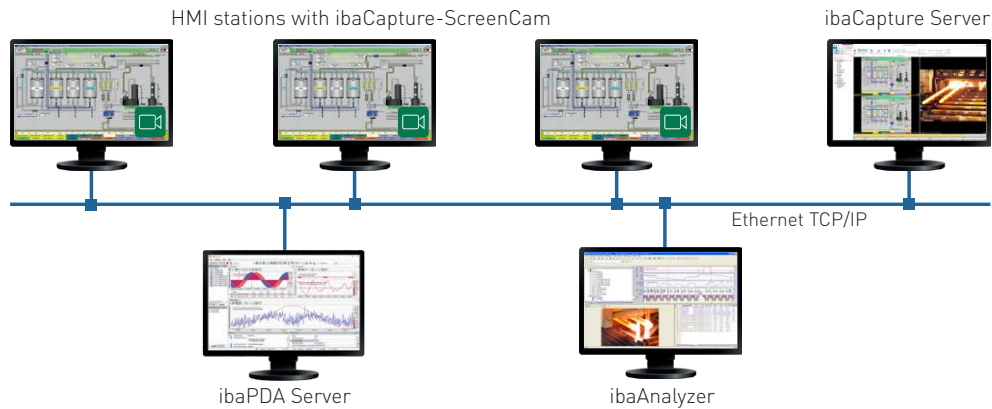 HMI stations with ibaCapture-ScreenCam
ibaCapture Server
Ethernet TCP/IP
ibaPDA Server
ibaAnalyzer